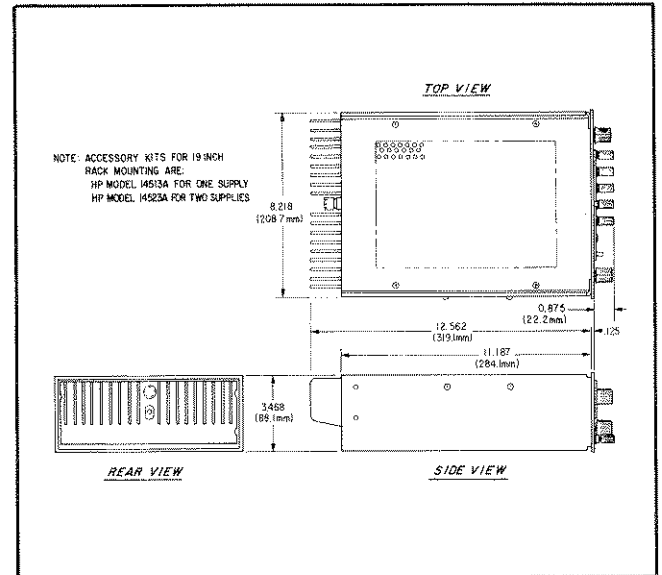 TOP VIEW
NOTE: ACCESSORY KITS FOR 19 INCH
RACK MOUNTING ARE:
HP MODEL 14513A FOR ONE SUPPLY
HP MODEL 14523A FOR TWO SUPPLIES
8.218
(208.7mm)
0.875
(22.2mm)
.125
12.562
(319.1mm)
11.187
(284.1mm)
3.468
(88.1mm)
REAR VIEW
SIDE VIEW